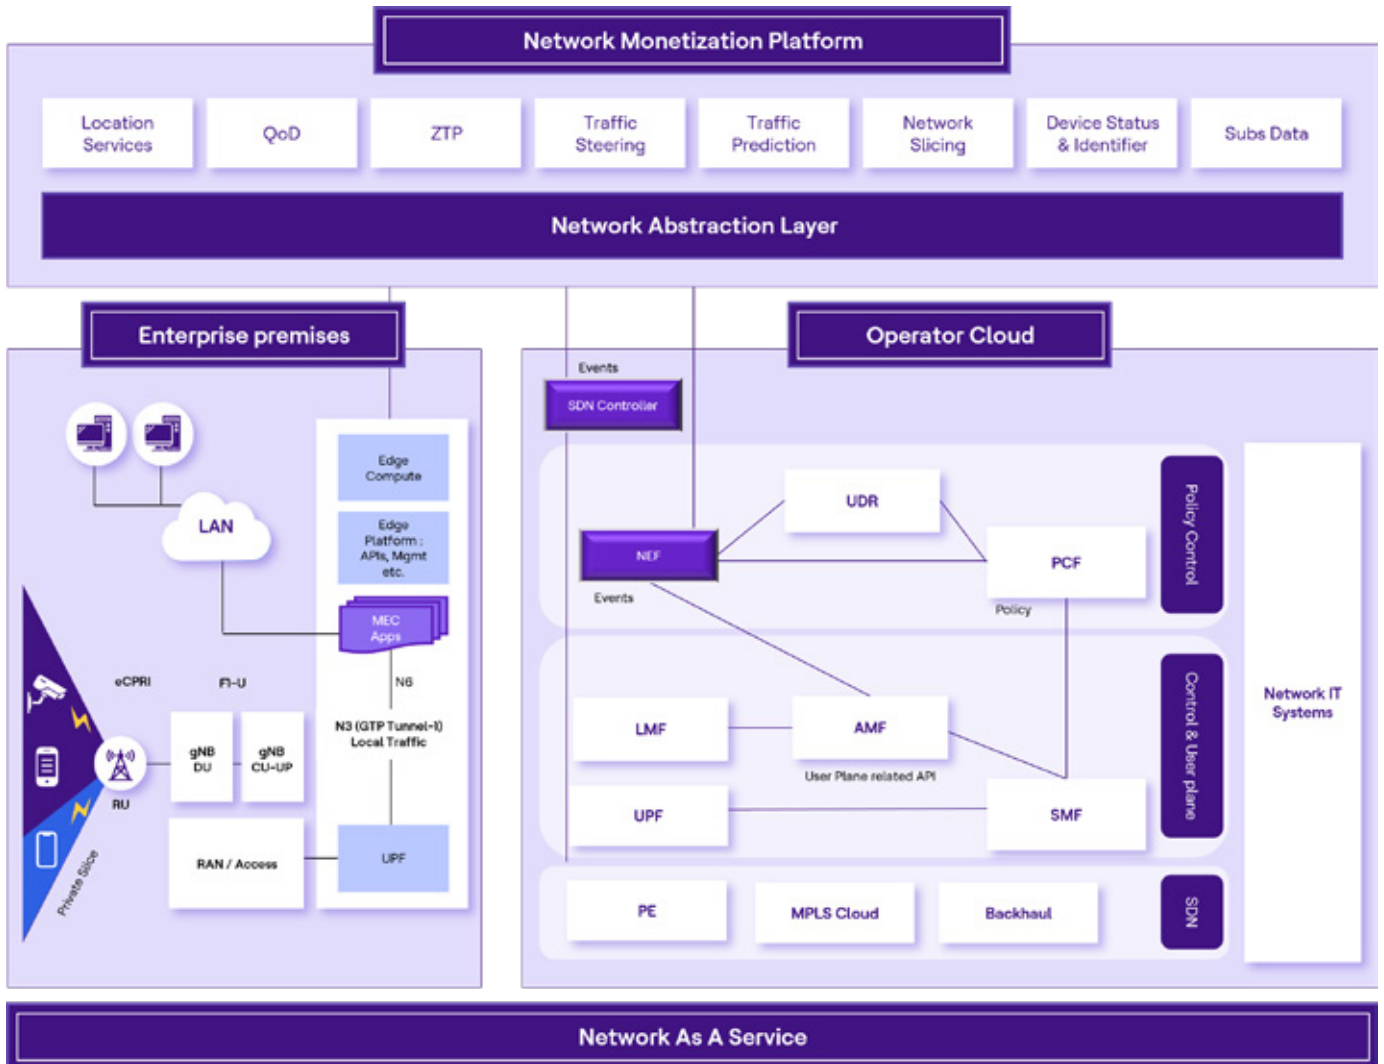 Network Monetization Platform
Location
Services
QoD
ZTP
Traffic
Steering
Traffic
Prediction
Network
Slicing
Device Status
& Identifier
Subs Data
Network Abstraction Layer
Enterprise premises
LAN
Edge
Compute
Edge
Platform :
APIs, Mgmt
etc.
MEC
Apps
N6
eCPRI
F1-U
N3 (GTP Tunnel-1)
Local Traffic
gNB
DU
gNB
CU-UP
RU
RAN / Access
UPF
Private Slice
Operator Cloud
Events
SDN Controller
UDR
NEF
PCF
Events
Policy
Policy Control
LMF
AMF
User Plane related API
UPF
SMF
Control & User plane
PE
MPLS Cloud
Backhaul
SDN
Network IT
Systems
Network As A Service